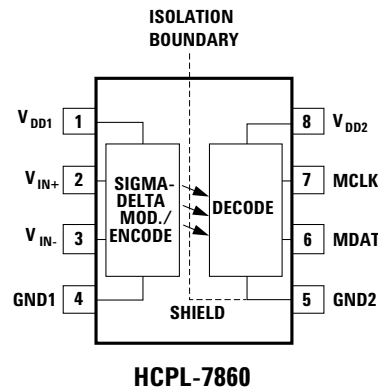 ISOLATION
BOUNDARY
V DD1
1
8
V DD2
V IN+
2
SIGMA-
DELTA
MOD./
ENCODE
DECODE
7
MCLK
V IN-
3
6
MDAT
GND1
4
SHIELD
5
GND2
HCPL-7860